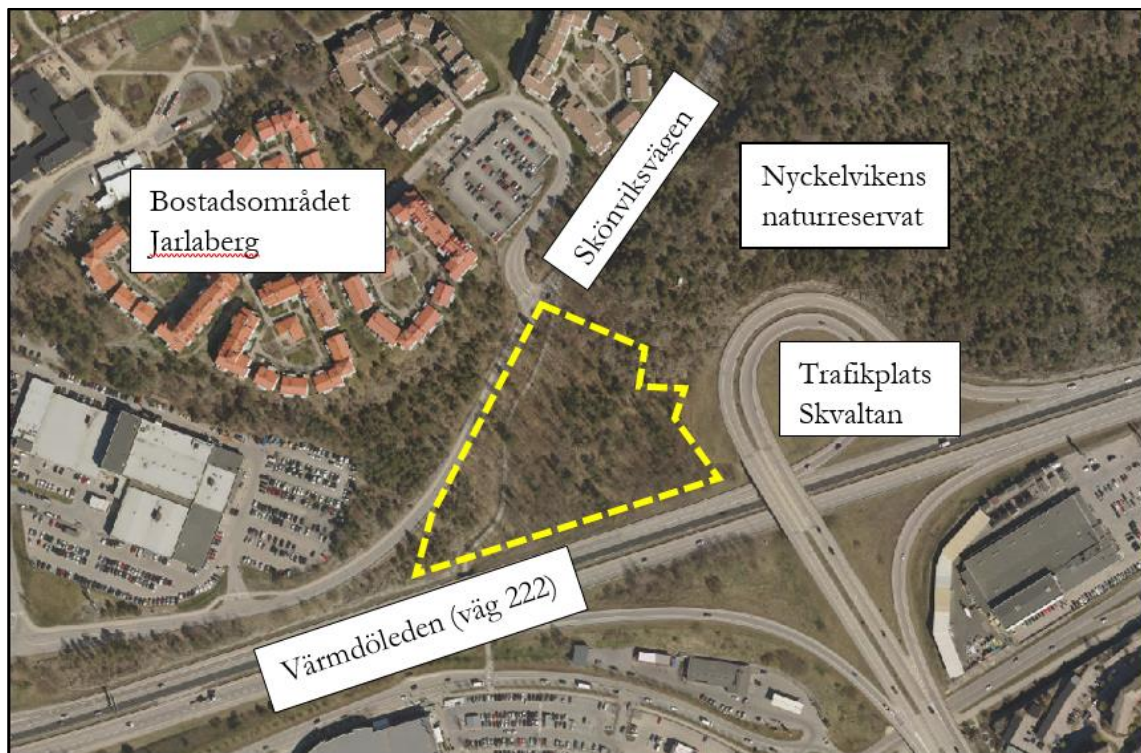 Skönviksvägen
Nyckelvikens
naturreservat
Bostadsområdet
Jarlaberg
Trafikplats
Skvaltan
Värmdöleden (väg 222)